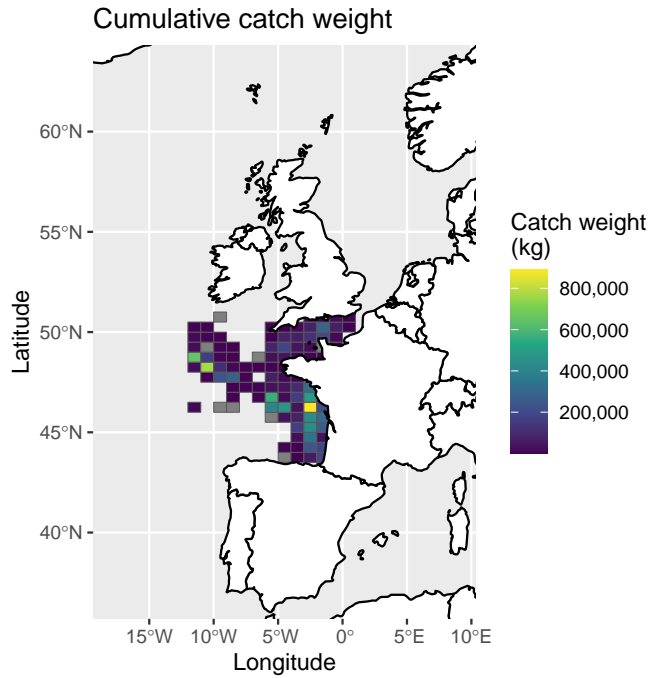 Cumulative catch weight
60°N
55°N
50°N
45°N
40°N
Latitude
15°W 10°W 5°W 0° 5°E 10°E
Longitude
Catch weight
(kg)
800,000
600,000
400,000
200,000